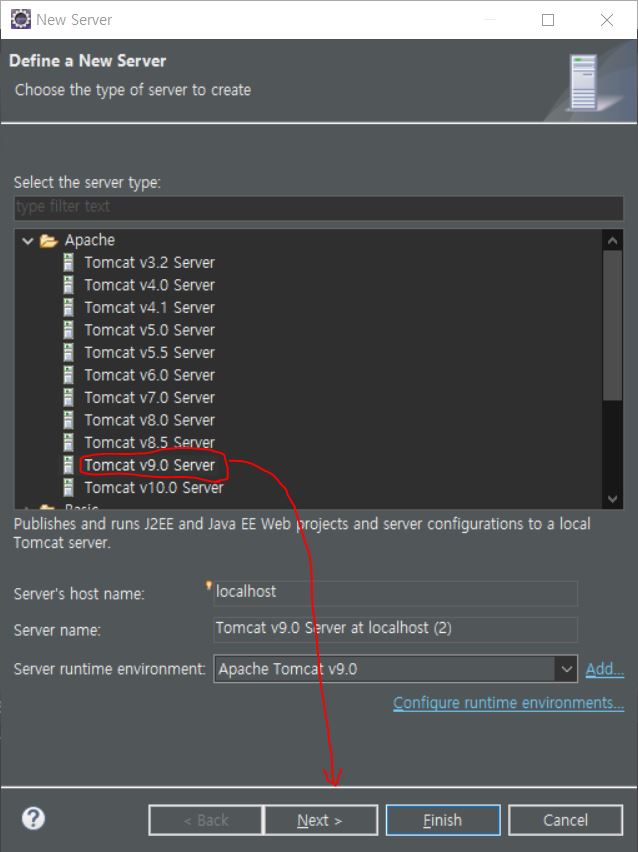 New Server
Define a New Server
Choose the type of server to create
Select the server type:
type filter text
Apache
Tomcat v3.2 Server
Tomcat v4.0 Server
Tomcat v4.1 Server
Tomcat v5.0 Server
Tomcat v5.5 Server
Tomcat v6.0 Server
Tomcat v7.0 Server
Tomcat v8.0 Server
Tomcat v8.5 Server
Tomcat v9.0 Server
Tomcat v10.0 Server
Basic
Publishes and runs J2EE and Java EE Web projects and server configurations to a local
Tomcat server.
Server's host name: localhost
Server name: Tomcat v9.0 Server at localhost (2)
Server runtime environment: Apache Tomcat v9.0 Add...
Configure runtime environments...
? < Back Next > Finish Cancel